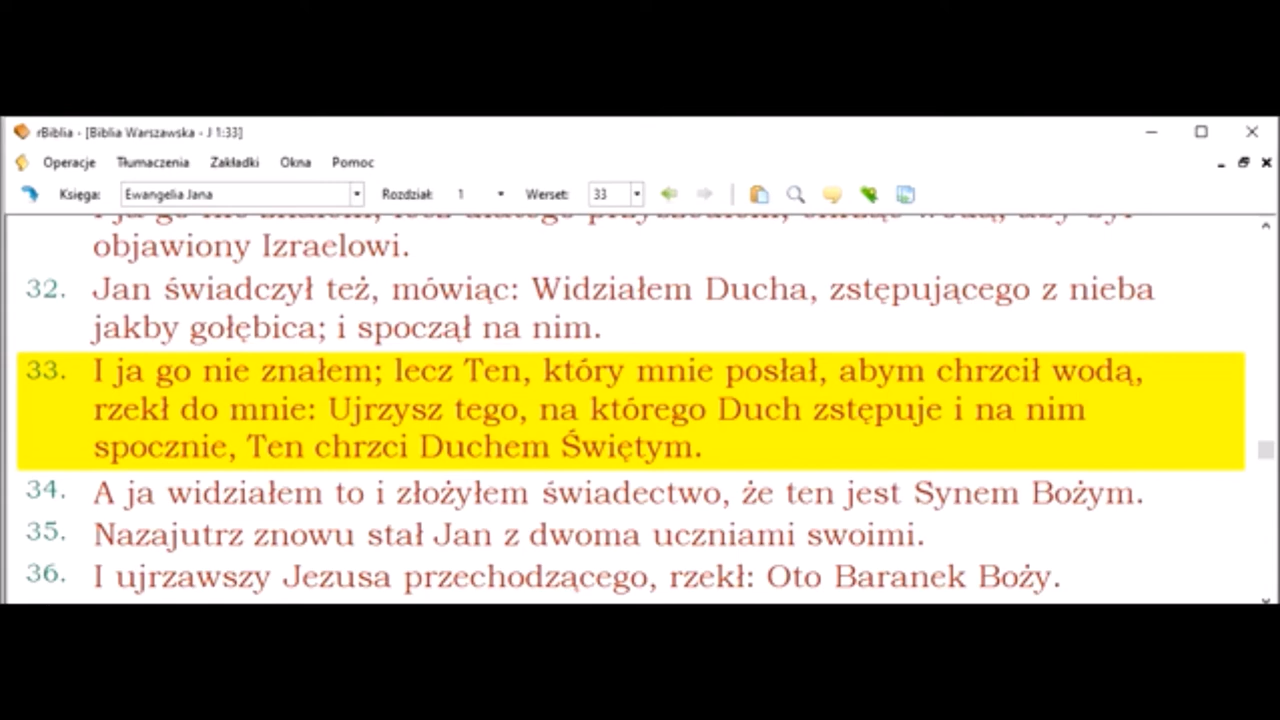 rBiblia - [Biblia Warszawska - J 1:33]
Operacje Tłumaczenia Zakładki Okna Pomoc
Księga: Ewangelia Jana Rozdział: 1 Werset: 33
objawiony Izraelowi.
32. Jan świadczył też, mówiąc: Widziałem Ducha, zstępującego z nieba
jakby gołębica; i spoczął na nim.
33. I ja go nie znałem; lecz Ten, który mnie posłał, abym chrzcił wodą,
rzekł do mnie: Ujrzysz tego, na którego Duch zstępuje i na nim
spocznie, Ten chrzci Duchem Świętym.
34. A ja widziałem to i złożyłem świadectwo, że ten jest Synem Bożym.
35. Nazajutrz znowu stał Jan z dwoma uczniami swoimi.
36. I ujrzawszy Jezusa przechodzącego, rzekł: Oto Baranek Boży.